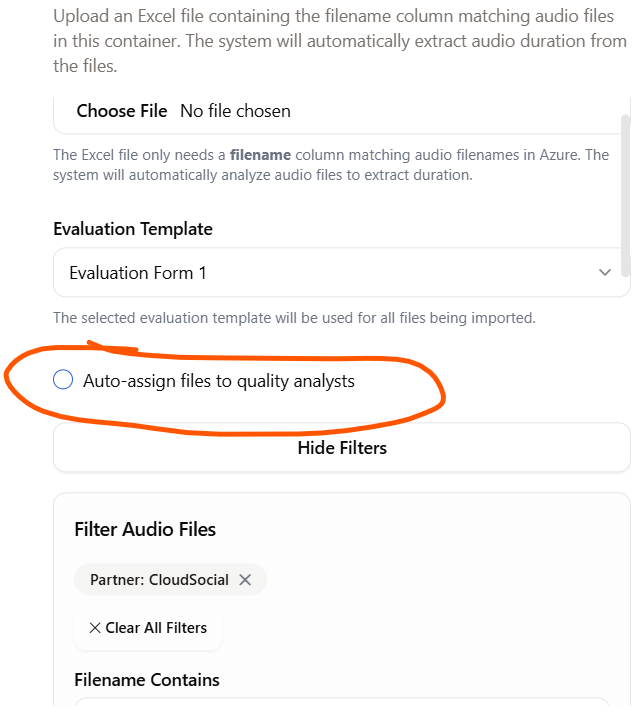 Upload an Excel file containing the filename column matching audio files
in this container. The system will automatically extract audio duration from
the files.
Choose File No file chosen
The Excel file only needs a filename column matching audio filenames in Azure. The
system will automatically analyze audio files to extract duration.
Evaluation Template
Evaluation Form 1
The selected evaluation template will be used for all files being imported.
Auto-assign files to quality analysts
Hide Filters
Filter Audio Files
Partner: CloudSocial
Clear All Filters
Filename Contains